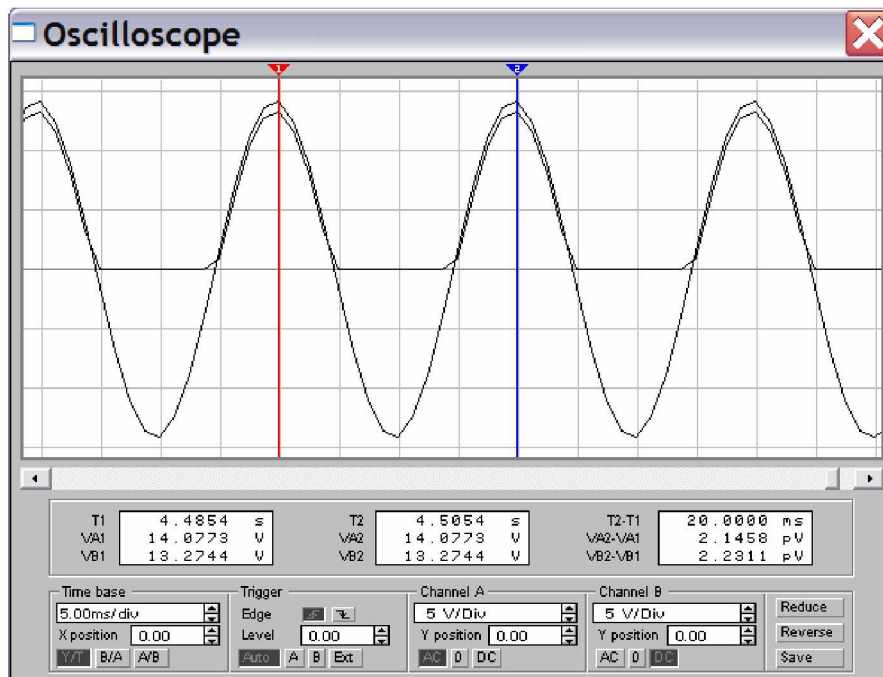 Oscilloscope
1 2
T1 4.4854 s T2 4.5054 s T2-T1 20.0000 ms
VA1 14.0773 V VA2 14.0773 V VA2-VA1 2.1458 pV
VB1 13.2744 V VB2 13.2744 V VB2-VB1 2.2311 pV
Time base Trigger Channel A Channel B
5.00ms/div Edge 5 V/Div 5 V/Div Reduce
X position 0.00 Level 0.00 Y position 0.00 Y position 0.00 Reverse
Y/T B/A A/B Auto A B Ext AC 0 DC AC 0 DC Save